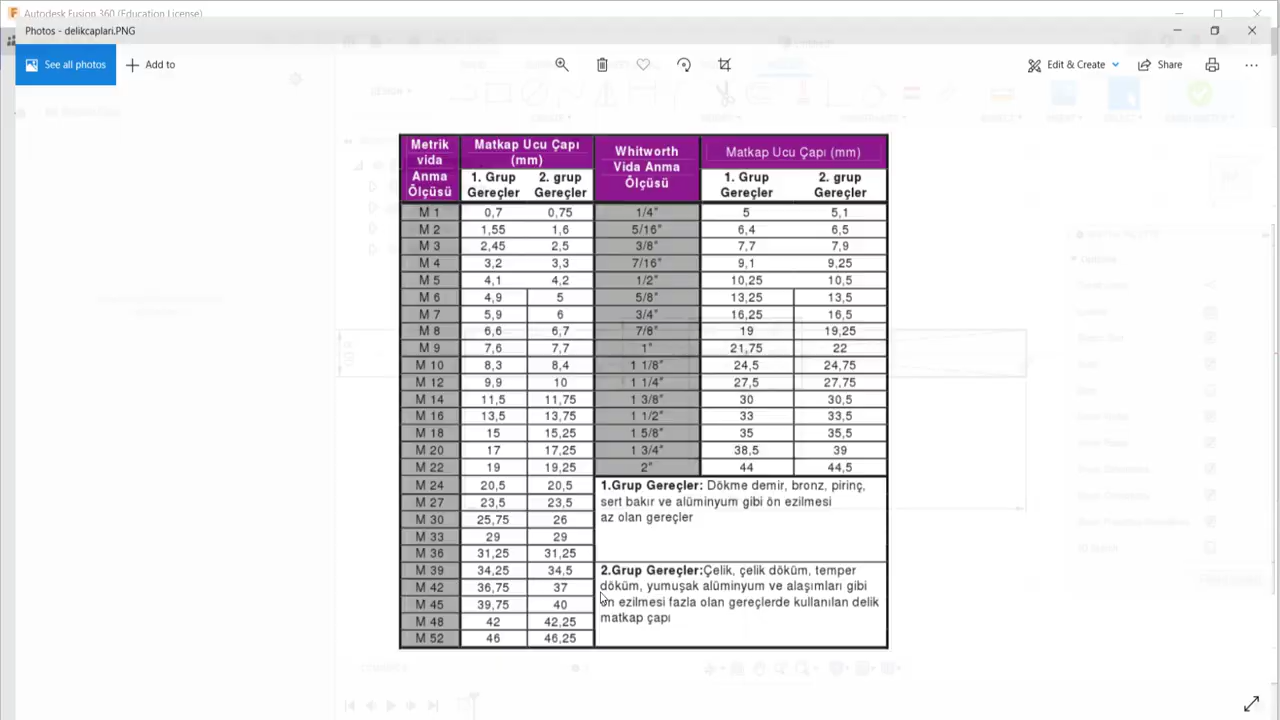 Autodesk Fusion 360 (Education License)
Photos - delikcaplari.PNG
See all photos
Add to
Edit & Create
Share
Metrik vida Anma Ölçüsü
Matkap Ucu Çapı (mm)
Whitworth Vida Anma Ölçüsü
Matkap Ucu Çapı (mm)
1. Grup Gereçler
2. grup Gereçler
1. Grup Gereçler
2. grup Gereçler
M 1 0,7 0,75 1/4" 5 5,1
M 2 1,55 1,6 5/16" 6,4 6,5
M 3 2,45 2,5 3/8" 7,7 7,9
M 4 3,2 3,3 7/16" 9,1 9,25
M 5 4,1 4,2 1/2" 10,25 10,5
M 6 4,9 5 5/8" 13,25 13,5
M 7 5,9 6 3/4" 16,25 16,5
M 8 6,6 6,7 7/8" 19 19,25
M 9 7,6 7,7 1" 21,75 22
M 10 8,3 8,4 1 1/8" 24,5 24,75
M 12 9,9 10 1 1/4" 27,5 27,75
M 14 11,5 11,75 1 3/8" 30 30,5
M 16 13,5 13,75 1 1/2" 33 33,5
M 18 15 15,25 1 5/8" 35 35,5
M 20 17 17,25 1 3/4" 38,5 39
M 22 19 19,25 2" 44 44,5
M 24 20,5 20,5
M 27 23,5 23,5
M 30 25,75 26
M 33 29 29
M 36 31,25 31,25
M 39 34,25 34,5
M 42 36,75 37
M 45 39,75 40
M 48 42 42,25
M 52 46 46,25
1.Grup Gereçler: Dökme demir, bronz, pirinç,
sert bakır ve alüminyum gibi ön ezilmesi
az olan gereçler
2.Grup Gereçler:Çelik, çelik döküm, temper
döküm, yumuşak alüminyum ve alaşımları gibi
ön ezilmesi fazla olan gereçlerde kullanılan delik
matkap çapı